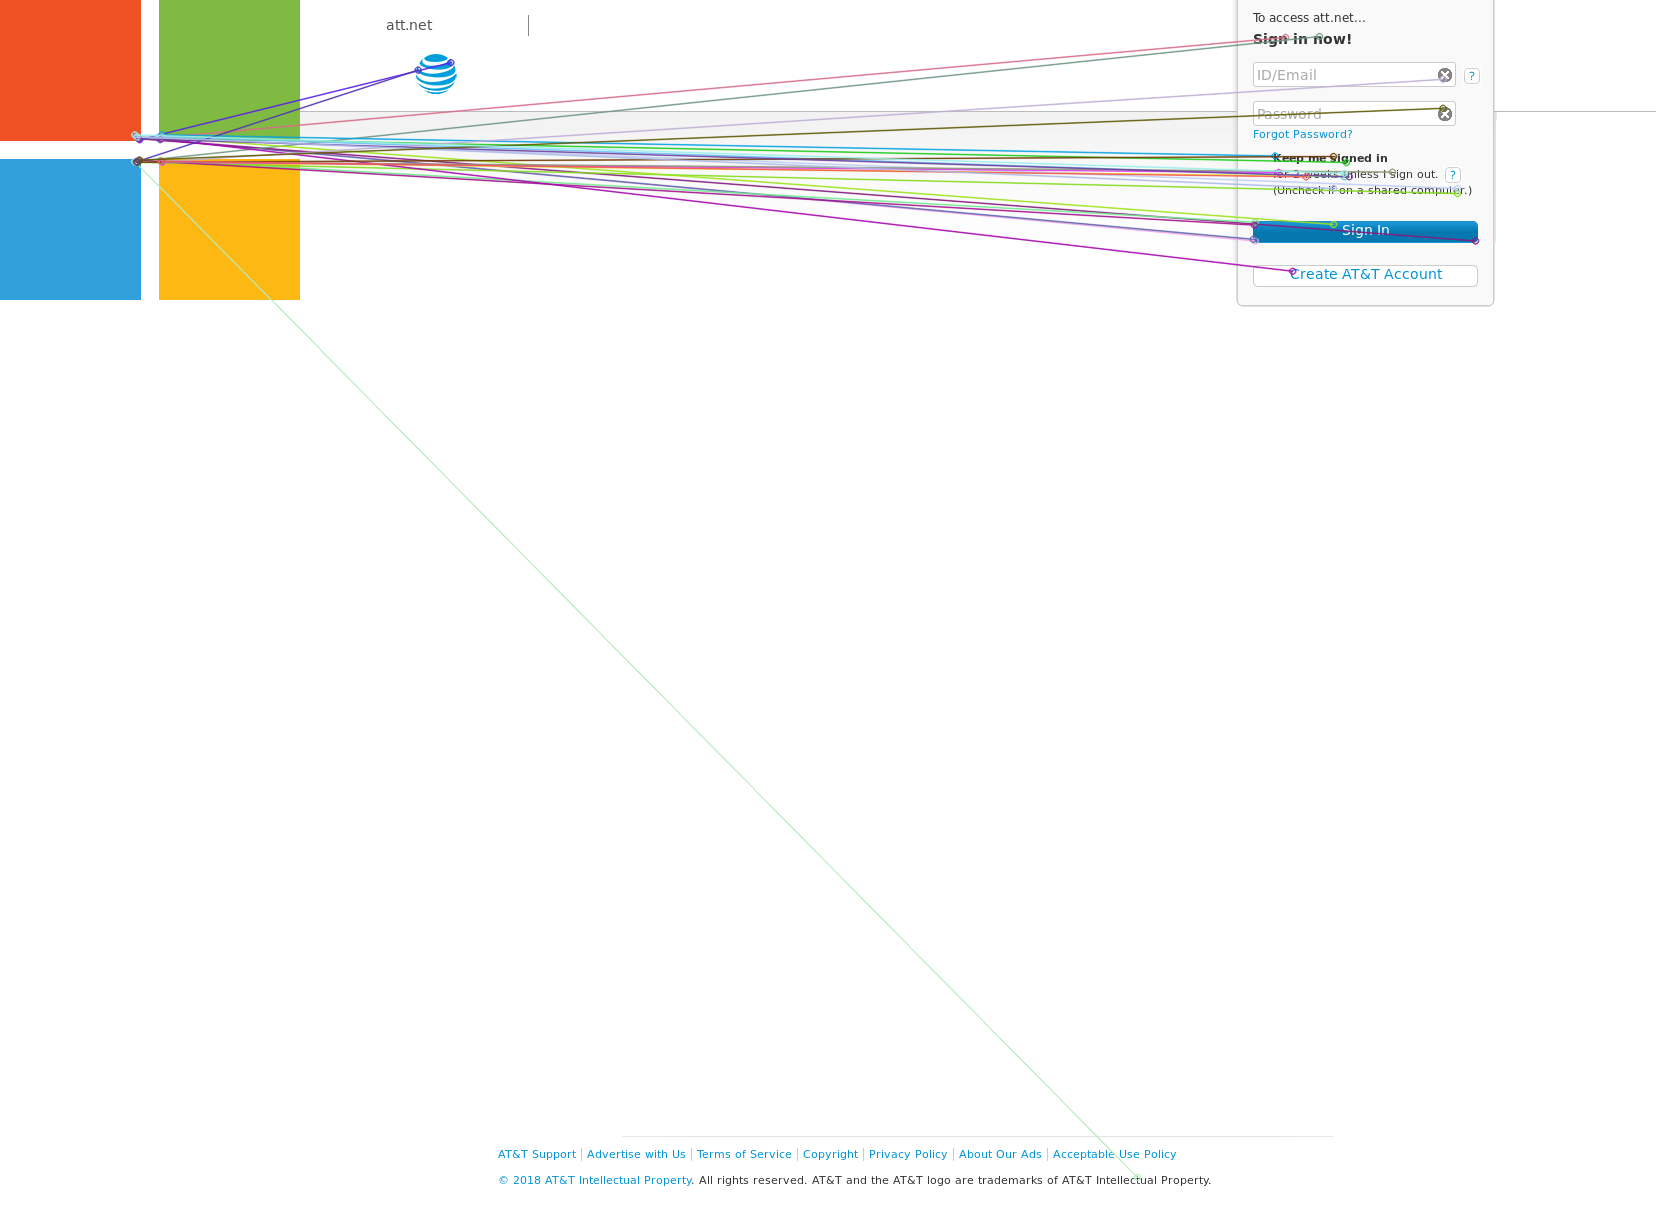 att.net
To access att.net...
Sign in now!
ID/Email
?
Password
Forgot Password?
Keep me signed in
for 2 weeks unless I sign out. ?
(Uncheck if on a shared computer.)
Sign In
Create AT&T Account
AT&T Support | Advertise with Us | Terms of Service | Copyright | Privacy Policy | About Our Ads | Acceptable Use Policy
© 2018 AT&T Intellectual Property. All rights reserved. AT&T and the AT&T logo are trademarks of AT&T Intellectual Property.